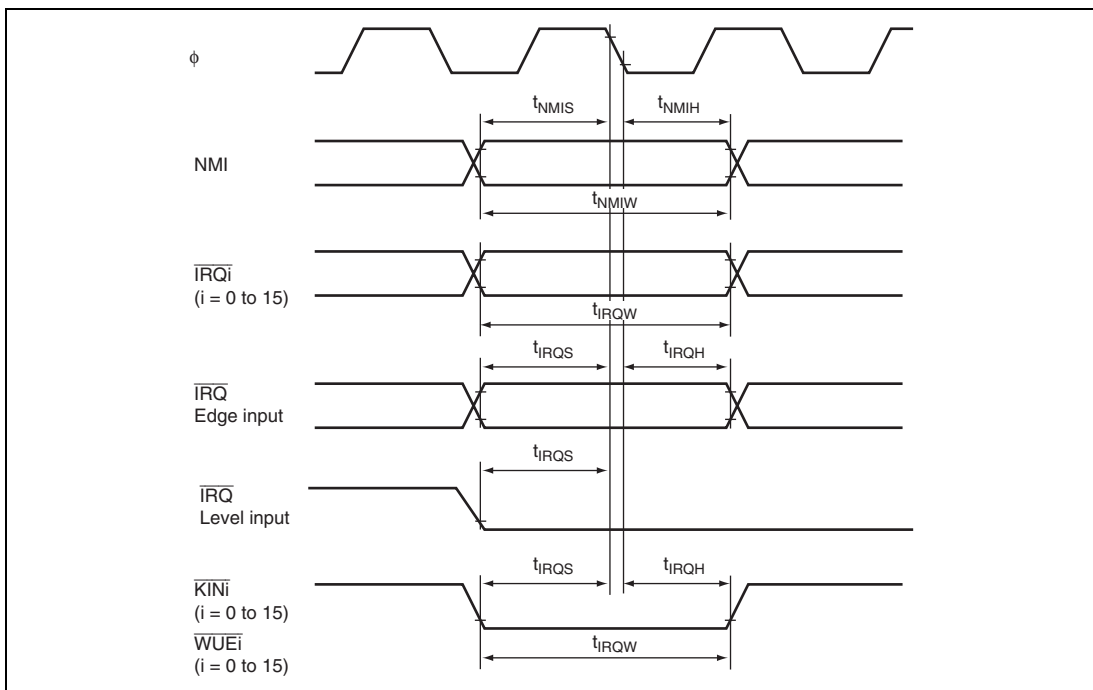 ϕ
tNMIS tNMIH
NMI
tNMIW
IRQi
(i = 0 to 15)
tIRQW
tIRQS tIRQH
IRQ
Edge input
tIRQS
IRQ
Level input
tIRQS tIRQH
KINi
(i = 0 to 15)
WUEi
(i = 0 to 15)
tIRQW